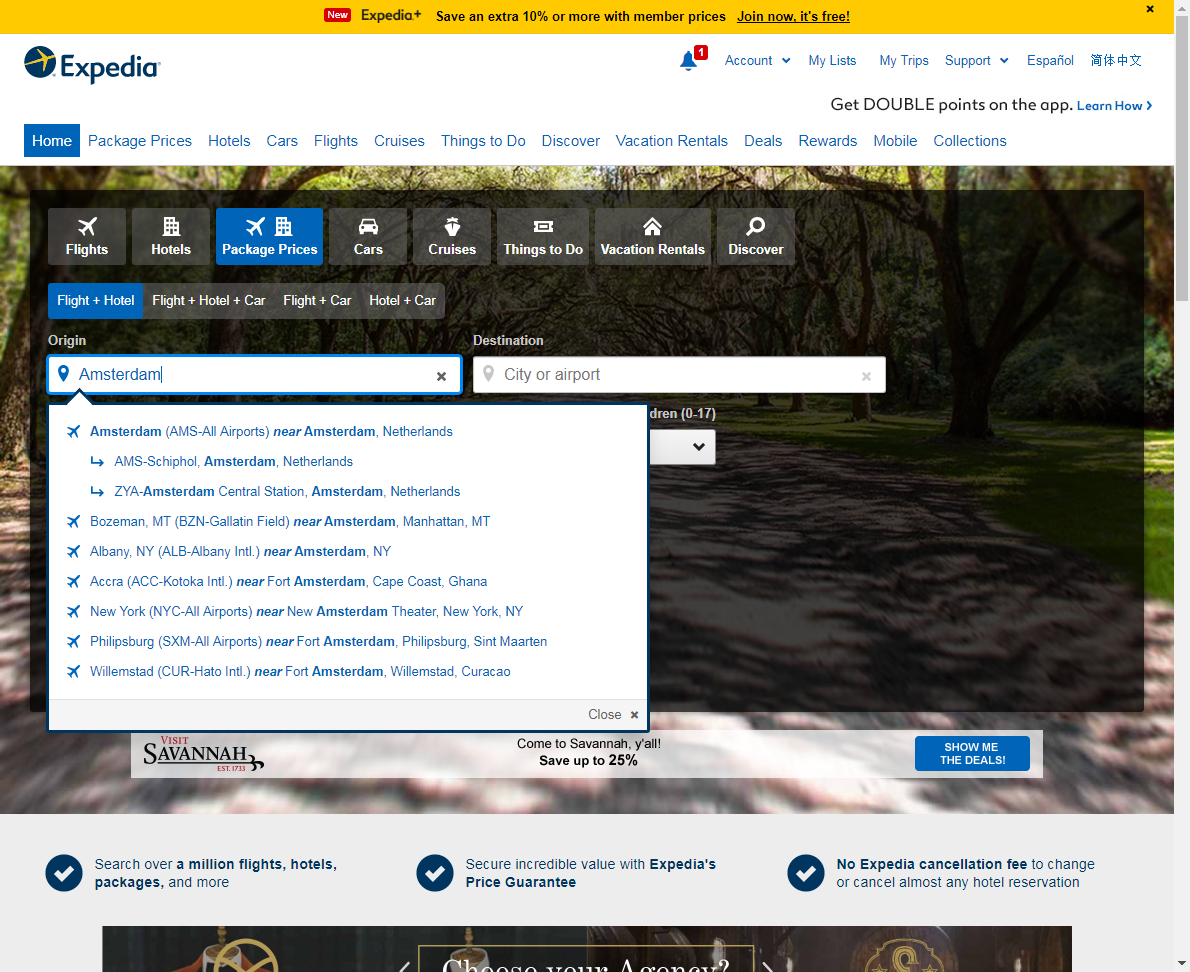 New Expedia+ Save an extra 10% or more with member prices Join now, it's free!
Expedia
1 Account My Lists My Trips Support Español 简体中文
Get DOUBLE points on the app. Learn How
Home Package Prices Hotels Cars Flights Cruises Things to Do Discover Vacation Rentals Deals Rewards Mobile Collections
Flights Hotels Package Prices Cars Cruises Things to Do Vacation Rentals Discover
Flight + Hotel Flight + Hotel + Car Flight + Car Hotel + Car
Origin Destination
Amsterdam City or airport
dren (0-17)
Amsterdam (AMS-All Airports) near Amsterdam, Netherlands
AMS-Schiphol, Amsterdam, Netherlands
ZYA-Amsterdam Central Station, Amsterdam, Netherlands
Bozeman, MT (BZN-Gallatin Field) near Amsterdam, Manhattan, MT
Albany, NY (ALB-Albany Intl.) near Amsterdam, NY
Accra (ACC-Kotoka Intl.) near Fort Amsterdam, Cape Coast, Ghana
New York (NYC-All Airports) near New Amsterdam Theater, New York, NY
Philipsburg (SXM-All Airports) near Fort Amsterdam, Philipsburg, Sint Maarten
Willemstad (CUR-Hato Intl.) near Fort Amsterdam, Willemstad, Curacao
Close
VISIT
SAVANNAH
EST. 1733
Come to Savannah, y'all!
Save up to 25%
SHOW ME
THE DEALS!
Search over a million flights, hotels,
packages, and more
Secure incredible value with Expedia's
Price Guarantee
No Expedia cancellation fee to change
or cancel almost any hotel reservation
Choose your Agency?